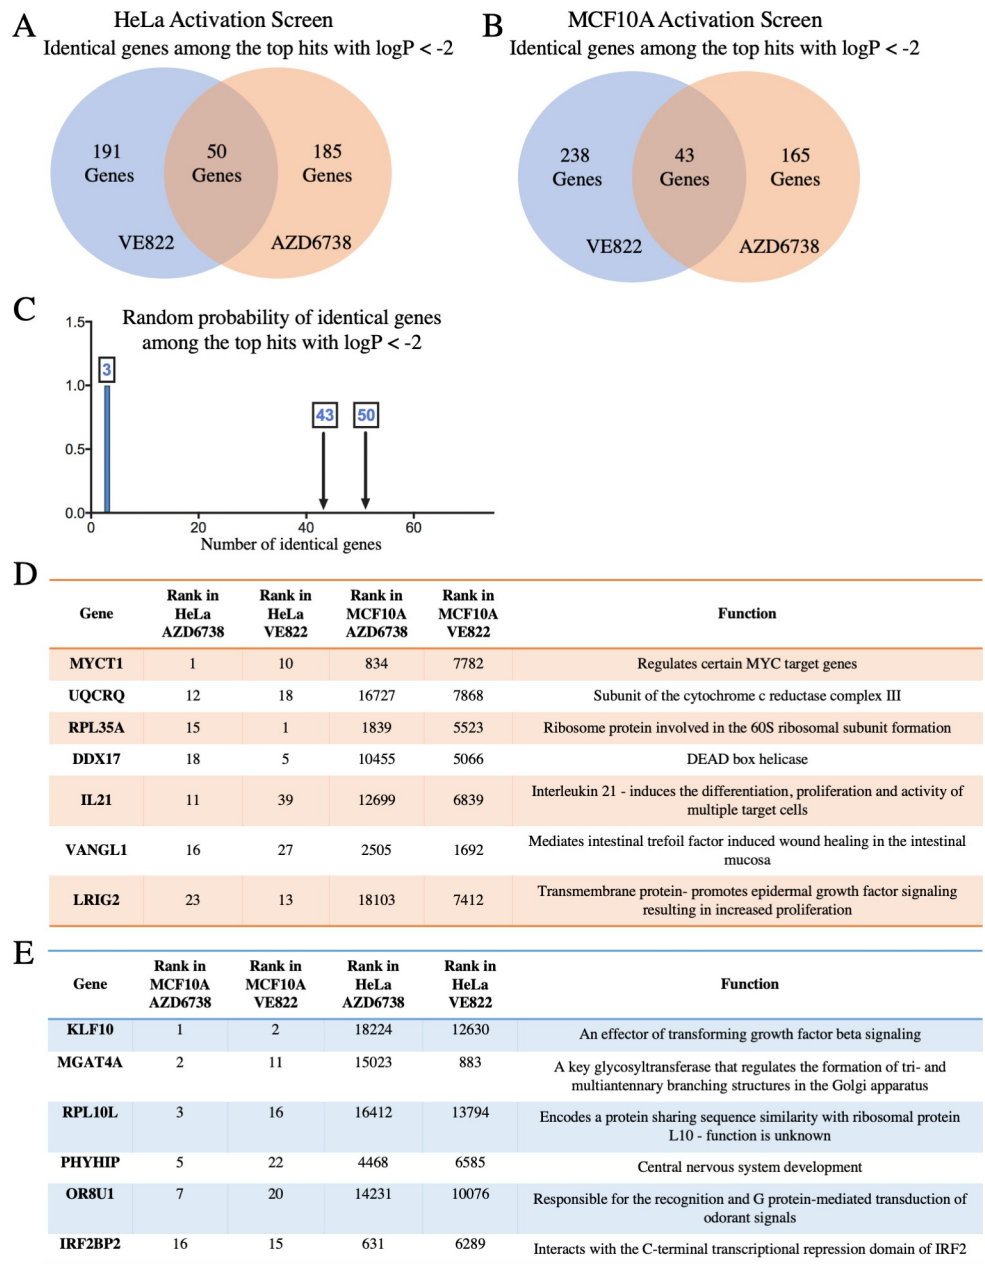 A
HeLa Activation Screen
Identical genes among the top hits with logP < -2
191
Genes
50
Genes
185
Genes
VE822
AZD6738
B
MCF10A Activation Screen
Identical genes among the top hits with logP < -2
238
Genes
43
Genes
165
Genes
VE822
AZD6738
C
Random probability of identical genes
among the top hits with logP < -2
1.5
1.0
0.5
0.0
3
43
50
0 20 40 60
Number of identical genes
D
Gene | Rank in HeLa AZD6738 | Rank in HeLa VE822 | Rank in MCF10A AZD6738 | Rank in MCF10A VE822 | Function
MYCT1 1 10 834 7782 Regulates certain MYC target genes
UQCRQ 12 18 16727 7868 Subunit of the cytochrome c reductase complex III
RPL35A 15 1 1839 5523 Ribosome protein involved in the 60S ribosomal subunit formation
DDX17 18 5 10455 5066 DEAD box helicase
IL21 11 39 12699 6839 Interleukin 21 - induces the differentiation, proliferation and activity of
multiple target cells
VANGL1 16 27 2505 1692 Mediates intestinal trefoil factor induced wound healing in the intestinal
mucosa
LRIG2 23 13 18103 7412 Transmembrane protein- promotes epidermal growth factor signaling
resulting in increased proliferation
E
Gene | Rank in MCF10A AZD6738 | Rank in MCF10A VE822 | Rank in HeLa AZD6738 | Rank in HeLa VE822 | Function
KLF10 1 2 18224 12630 An effector of transforming growth factor beta signaling
MGAT4A 2 11 15023 883 A key glycosyltransferase that regulates the formation of tri- and
multiantennary branching structures in the Golgi apparatus
RPL10L 3 16 16412 13794 Encodes a protein sharing sequence similarity with ribosomal protein
L10 - function is unknown
PHYHIP 5 22 4468 6585 Central nervous system development
OR8U1 7 20 14231 10076 Responsible for the recognition and G protein-mediated transduction of
odorant signals
IRF2BP2 16 15 631 6289 Interacts with the C-terminal transcriptional repression domain of IRF2